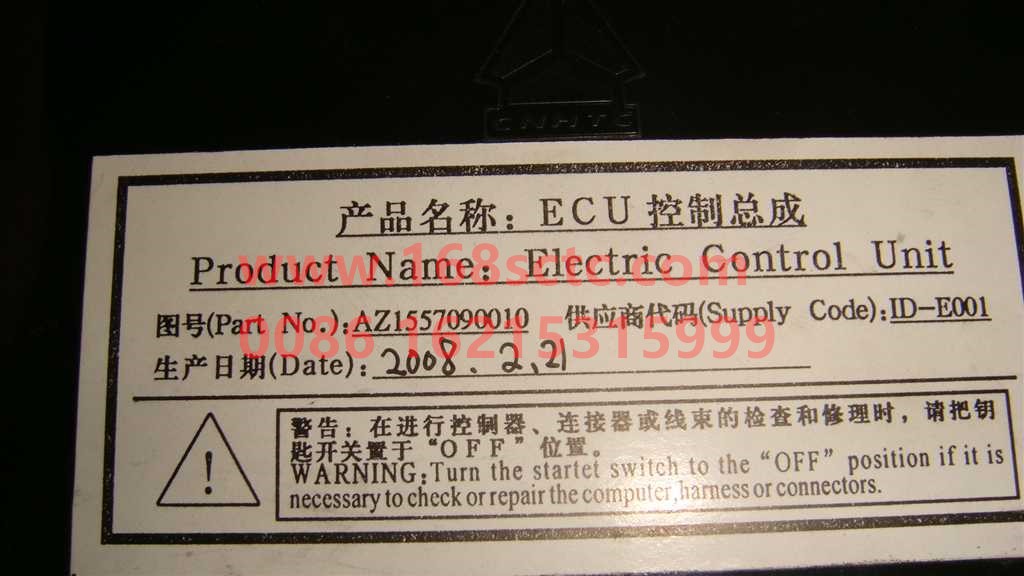 CNHTC
产品名称：ECU 控制总成
Product Name: Electric Control Unit
www.168sctc.com
图号(Part No.):AZ1557090010 供应商代码(Supply Code):ID-E001
0086 16215315999
生产日期(Date): 2008.2.21
警告：在进行控制器、连接器或线束的检查和修理时，请把钥
匙开关置于“OFF”位置。
WARNING:Turn the startet switch to the “OFF” position if it is
necessary to check or repair the computer,harness or connectors.